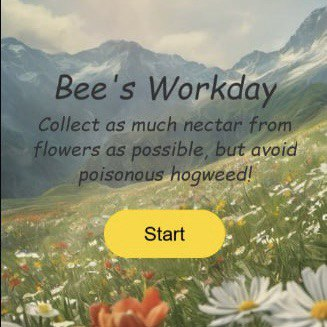 Bee's Workday
Collect as much nectar from
flowers as possible, but avoid
poisonous hogweed!
Start